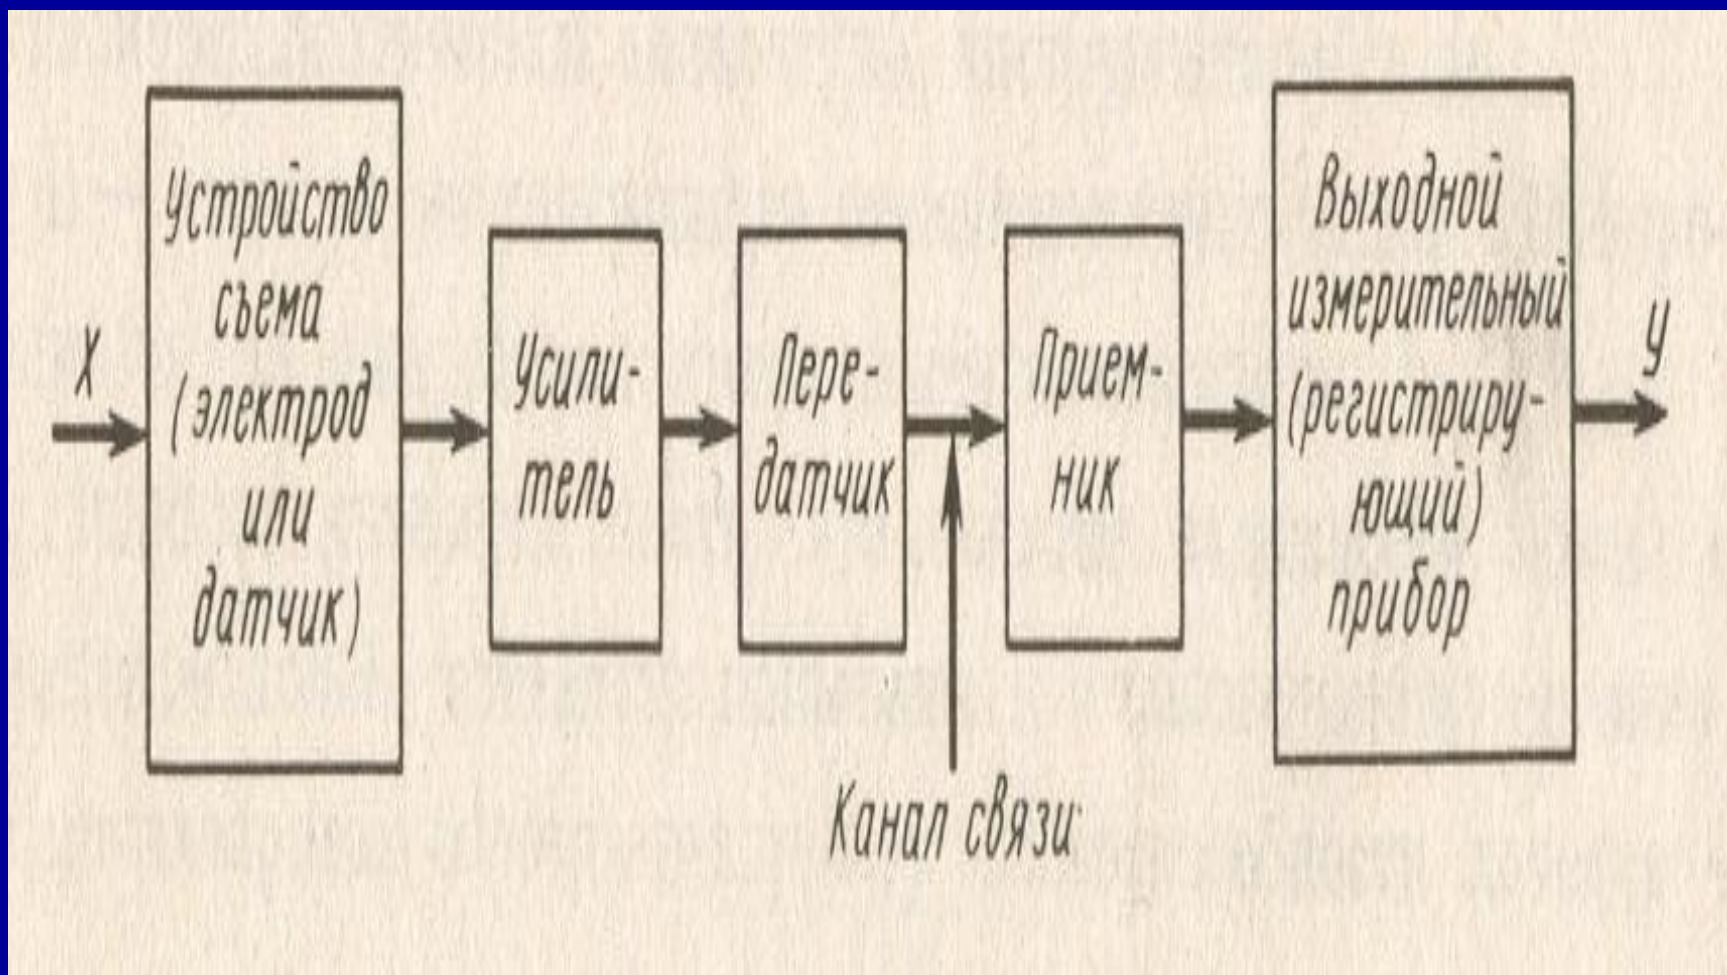 X
Устройство
съема
(электрод
или
датчик)
Усили-
тель
Пере-
датчик
Прием-
ник
Выходной
измерительный
(регистриру-
ющий)
прибор
У
Канал связи